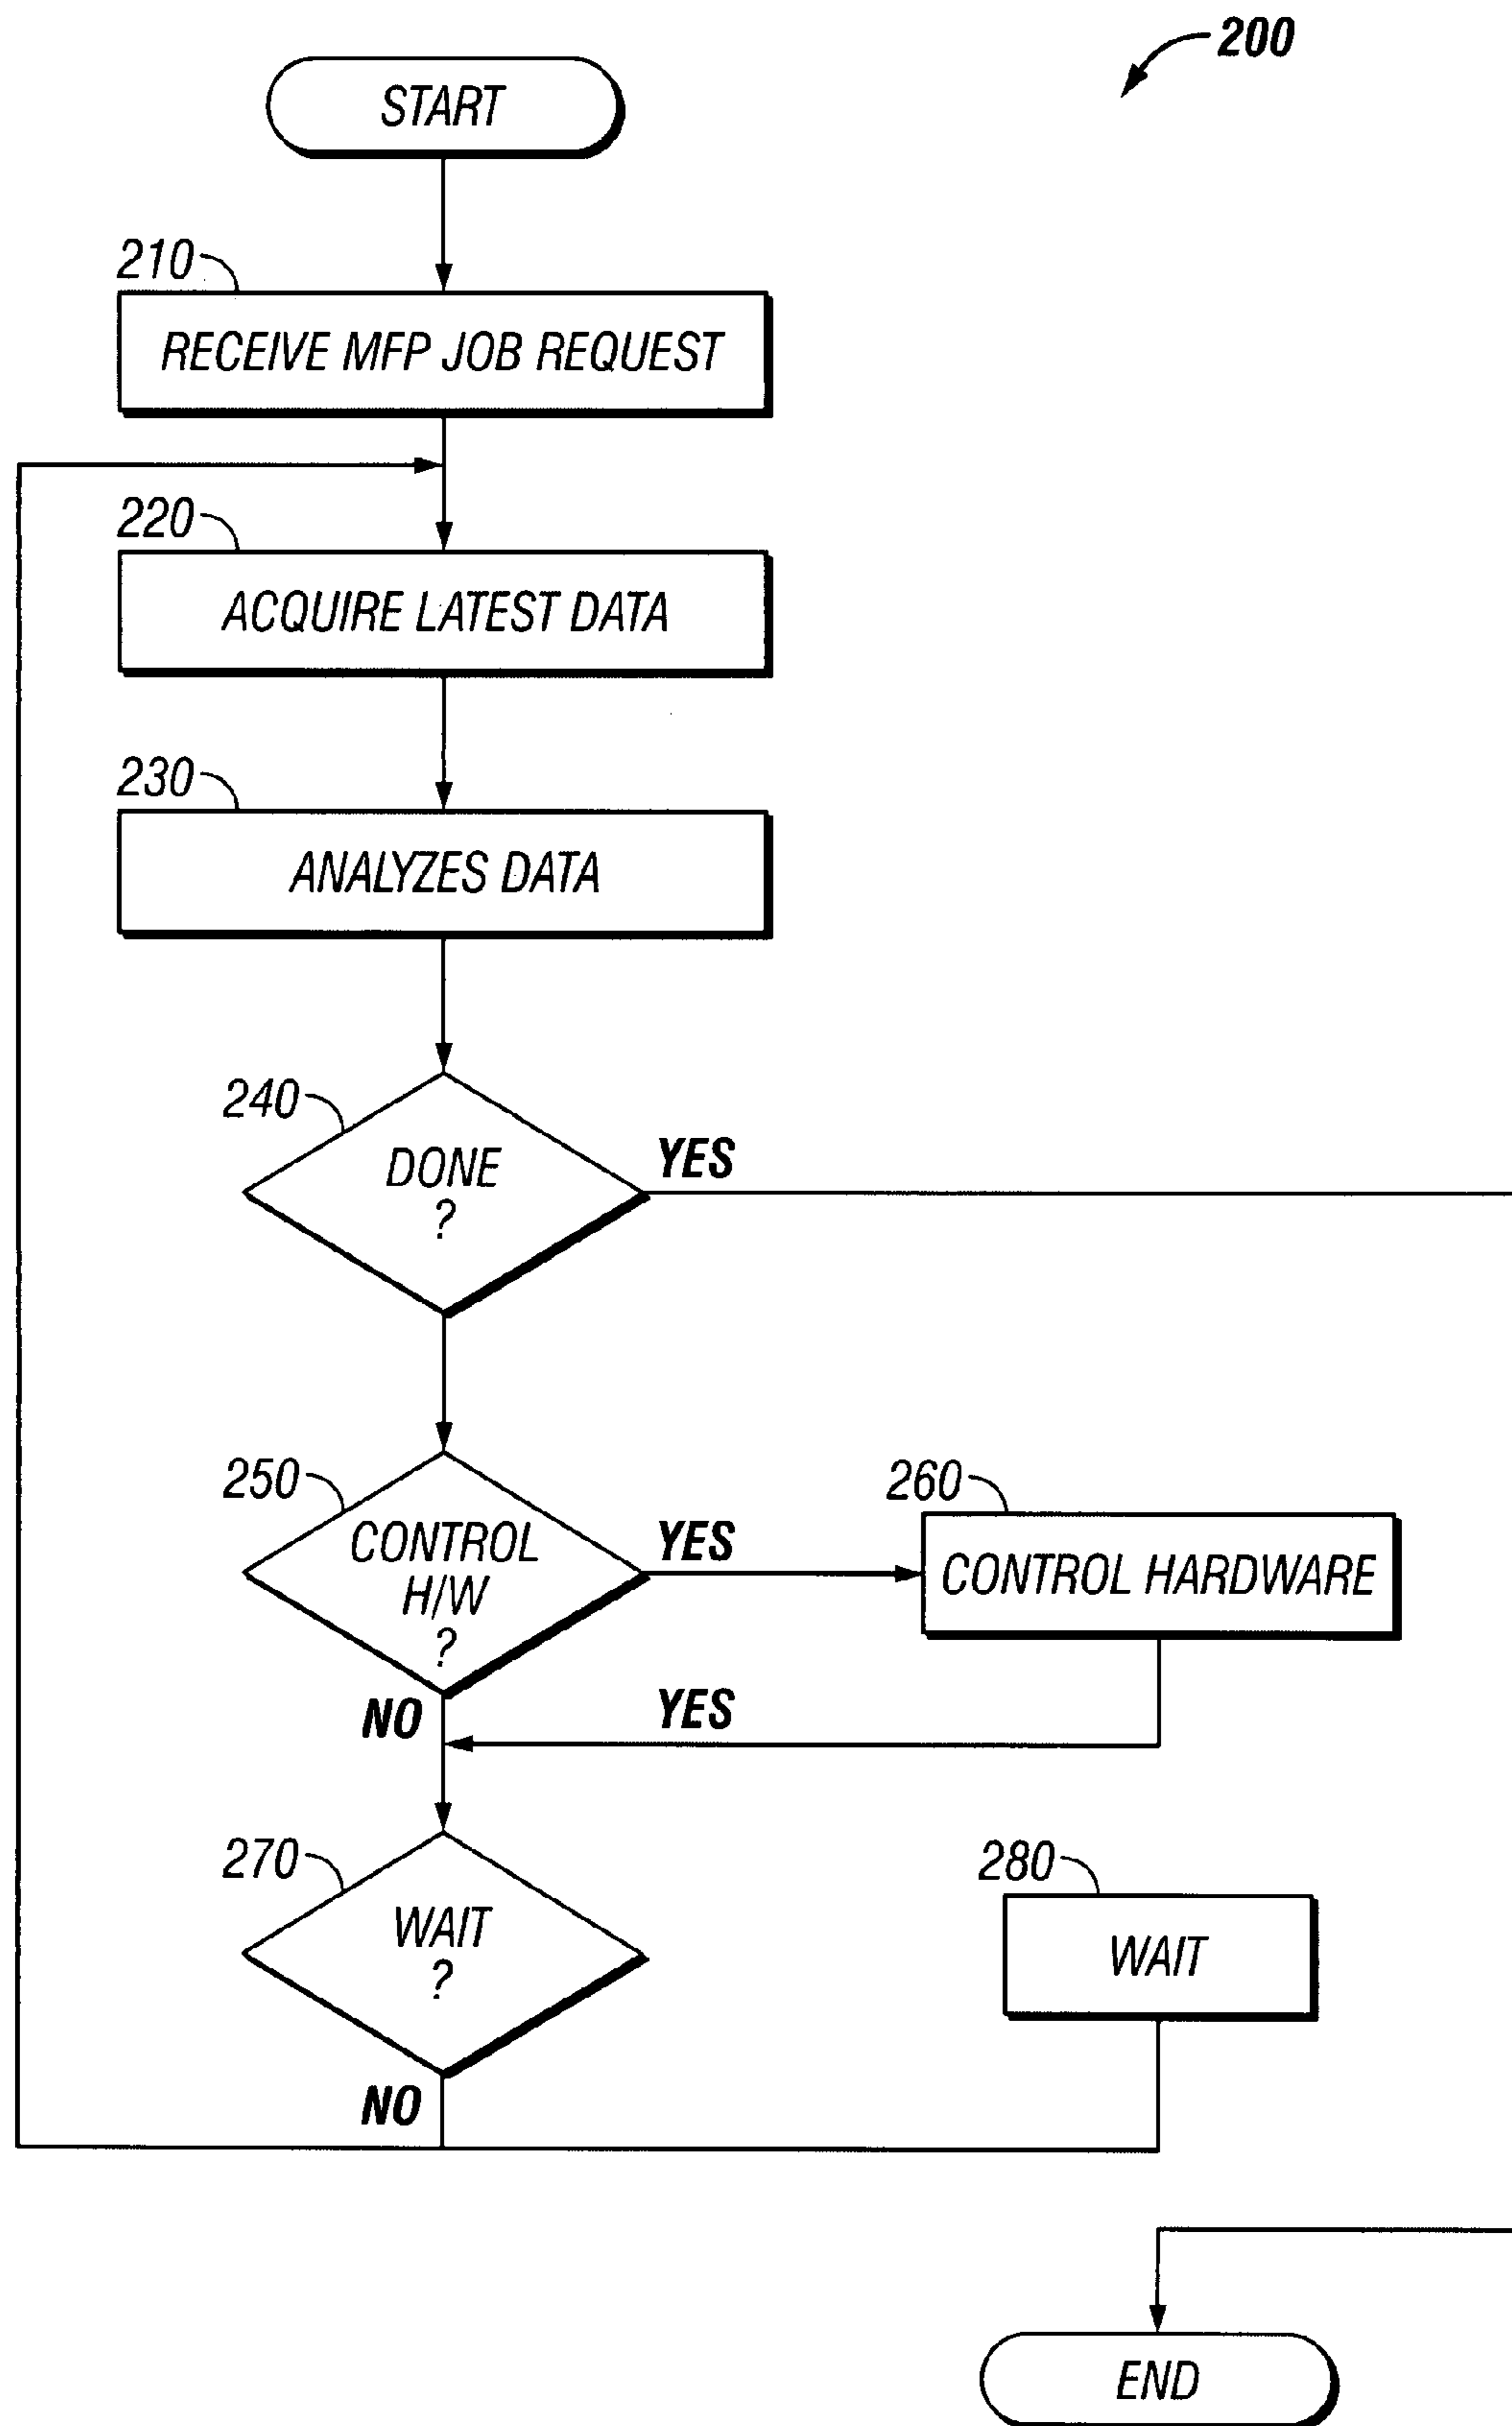 200
START
210
RECEIVE MFP JOB REQUEST
220
ACQUIRE LATEST DATA
230
ANALYZES DATA
240
DONE
?
YES
250
CONTROL
H/W
?
YES
260
CONTROL HARDWARE
NO
YES
270
WAIT
?
280
WAIT
NO
END